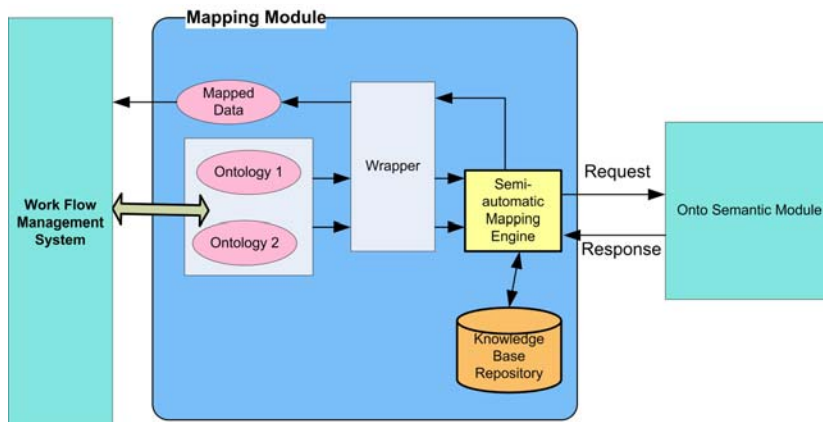 Mapping Module
Mapped
Data
Ontology 1
Ontology 2
Wrapper
Work Flow
Management
System
Semi-
automatic
Mapping
Engine
Request
Response
Onto Semantic Module
Knowledge
Base
Repository